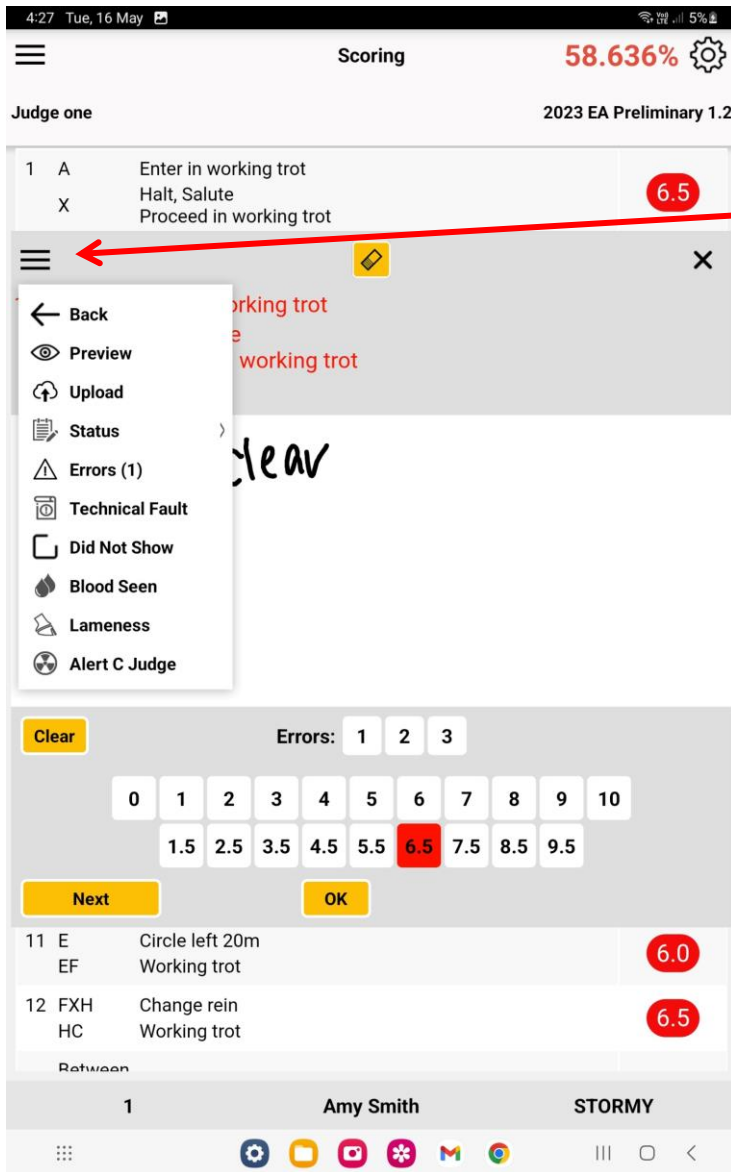 4:27 Tue, 16 May 5%
Scoring 58.636%
Judge one 2023 EA Preliminary 1.2
1 A Enter in working trot
X Halt, Salute 6.5
Proceed in working trot
working trot
Back
Preview working trot
Upload
Status
clear
Errors (1)
Technical Fault
Did Not Show
Blood Seen
Lameness
Alert C Judge
Clear Errors: 1 2 3
0 1 2 3 4 5 6 7 8 9 10
1.5 2.5 3.5 4.5 5.5 6.5 7.5 8.5 9.5
Next OK
11 E Circle left 20m 6.0
EF Working trot
12 FXH Change rein 6.5
HC Working trot
Between
1 Amy Smith STORMY